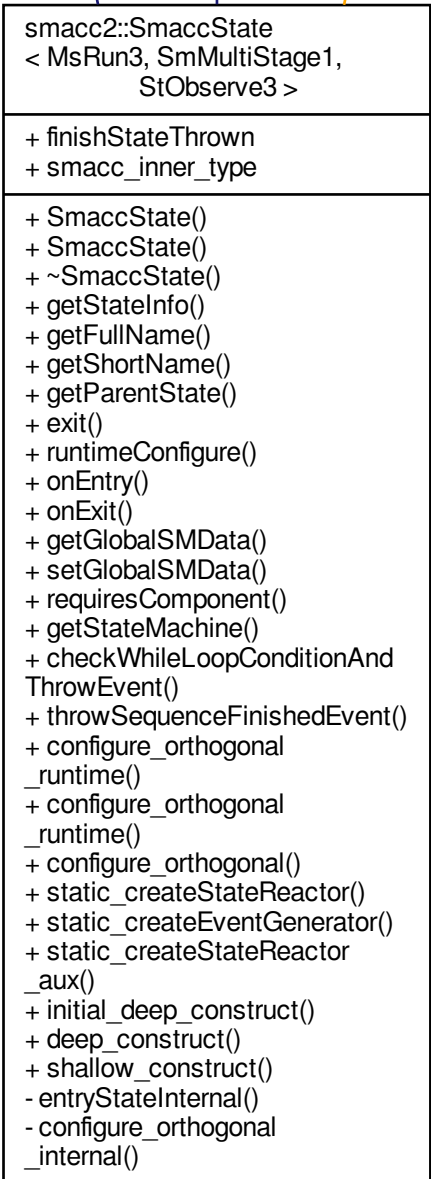 smacc2::SmaccState
< MsRun3, SmMultiStage1,
StObserve3 >
+ finishStateThrown
+ smacc_inner_type
+ SmaccState()
+ SmaccState()
+ ~SmaccState()
+ getStateInfo()
+ getFullName()
+ getShortName()
+ getParentState()
+ exit()
+ runtimeConfigure()
+ onEntry()
+ onExit()
+ getGlobalSMData()
+ setGlobalSMData()
+ requiresComponent()
+ getStateMachine()
+ checkWhileLoopConditionAnd
ThrowEvent()
+ throwSequenceFinishedEvent()
+ configure_orthogonal
_runtime()
+ configure_orthogonal
_runtime()
+ configure_orthogonal()
+ static_createStateReactor()
+ static_createEventGenerator()
+ static_createStateReactor
_aux()
+ initial_deep_construct()
+ deep_construct()
+ shallow_construct()
- entryStateInternal()
- configure_orthogonal
_internal()